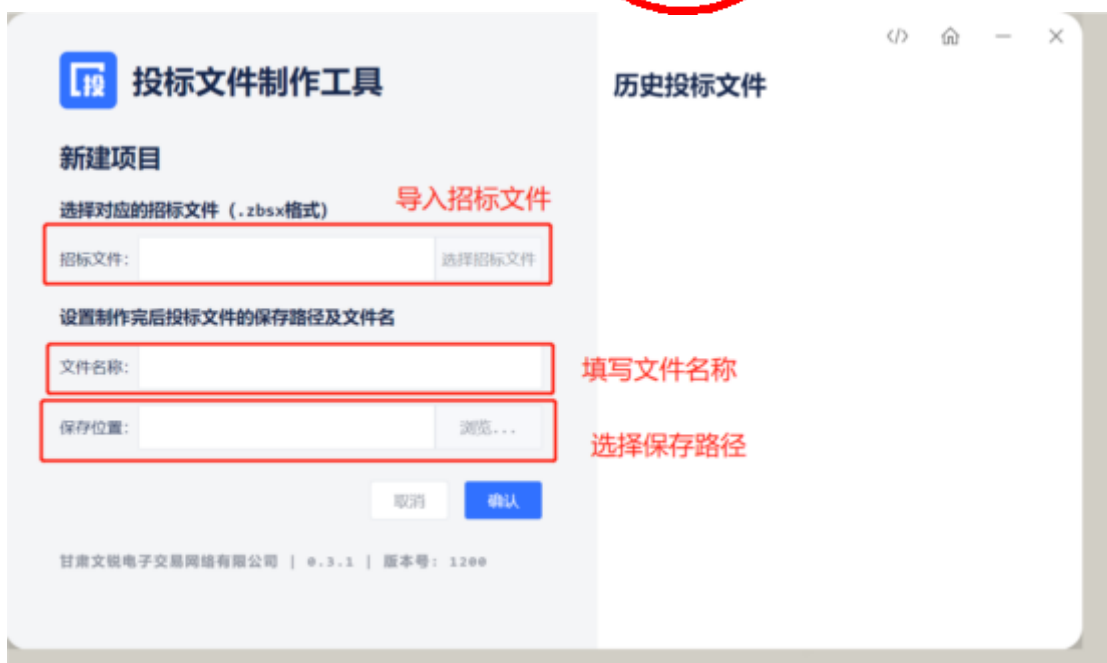 投标文件制作工具
历史投标文件
新建项目
选择对应的招标文件（.zbsx格式）
导入招标文件
招标文件：
选择招标文件
设置制作完后投标文件的保存路径及文件名
文件名称：
填写文件名称
保存位置：
浏览...
选择保存路径
取消
确认
甘肃文锐电子交易网络有限公司 | 0.3.1 | 版本号: 1200